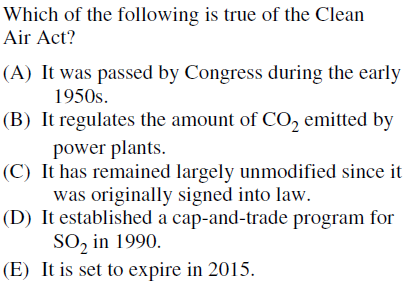 Which of the following is true of the Clean
Air Act?
(A) It was passed by Congress during the early
1950s.
(B) It regulates the amount of CO₂ emitted by
power plants.
(C) It has remained largely unmodified since it
was originally signed into law.
(D) It established a cap-and-trade program for
SO₂ in 1990.
(E) It is set to expire in 2015.